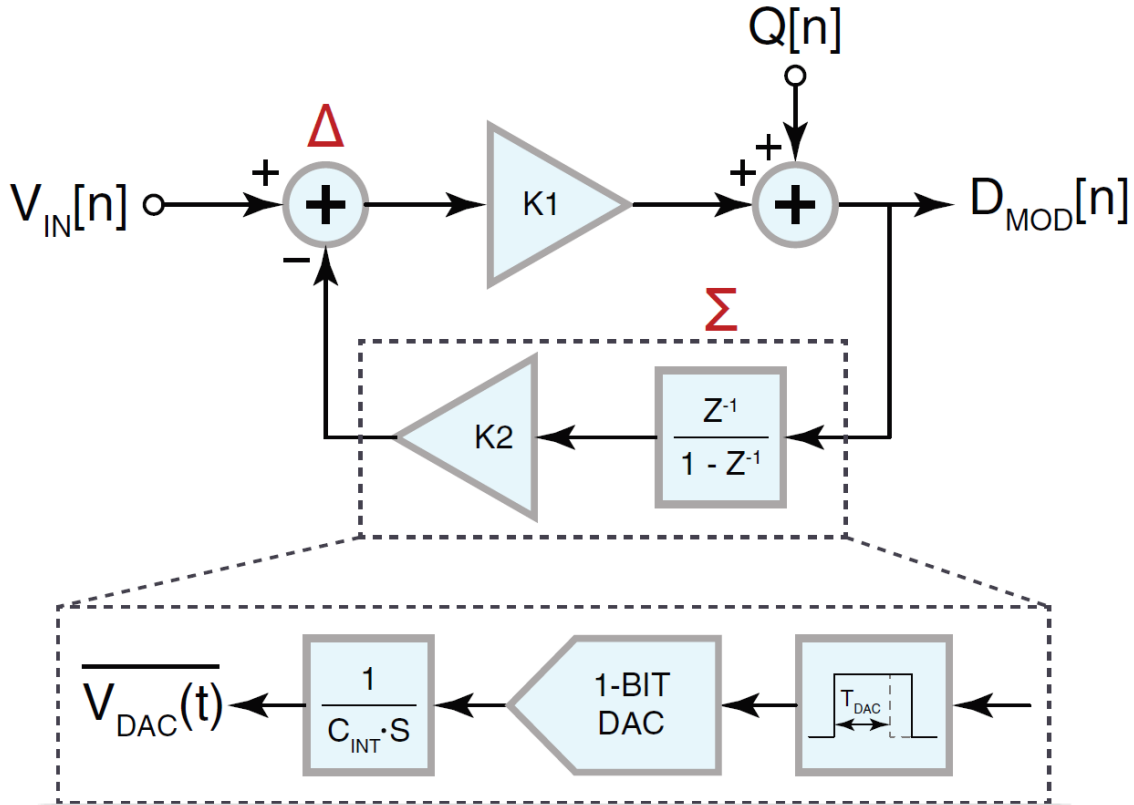 Q[n]
Δ
+
+
+
V_IN[n]
+
K1
+
D_MOD[n]
−
Σ
K2
Z⁻¹
1 - Z⁻¹
V_DAC(t)
1
C_INT·S
1-BIT
DAC
T_DAC